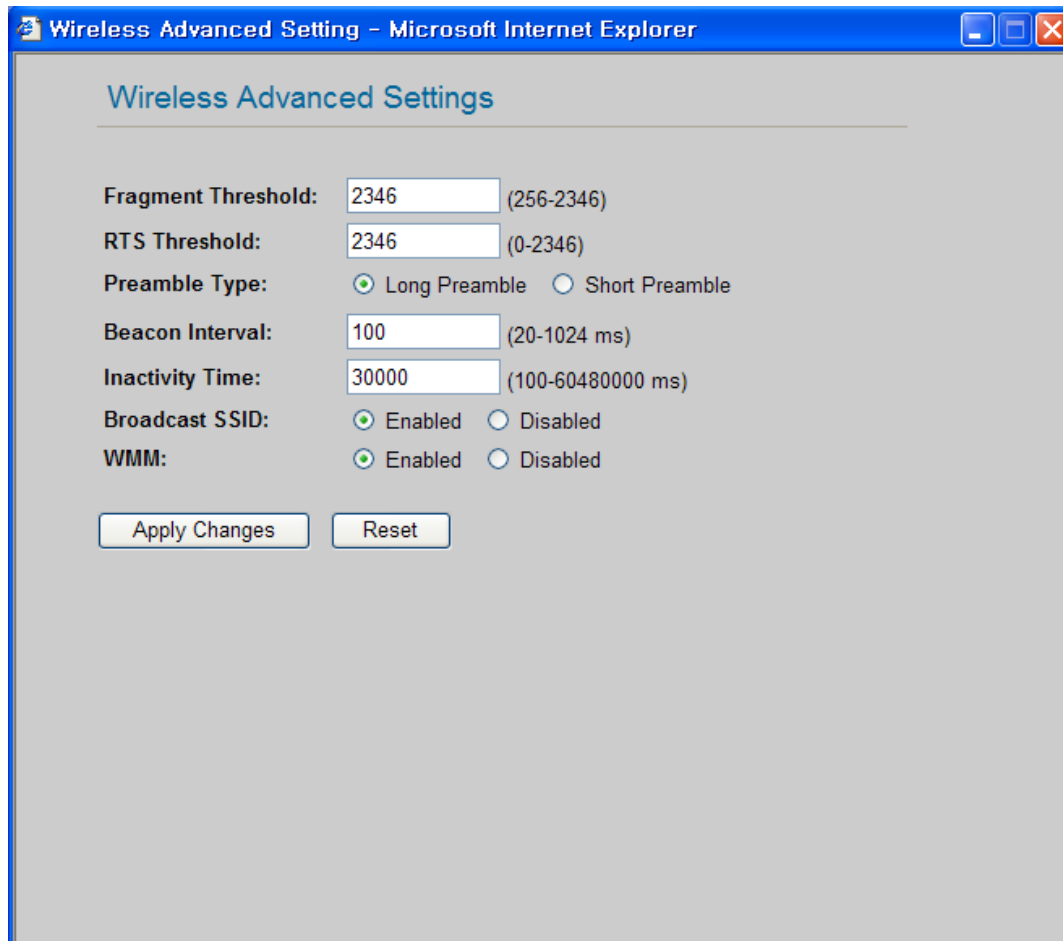 Wireless Advanced Setting - Microsoft Internet Explorer
Wireless Advanced Settings
Fragment Threshold: 2346 (256-2346)
RTS Threshold: 2346 (0-2346)
Preamble Type: Long Preamble Short Preamble
Beacon Interval: 100 (20-1024 ms)
Inactivity Time: 30000 (100-60480000 ms)
Broadcast SSID: Enabled Disabled
WMM: Enabled Disabled
Apply Changes Reset